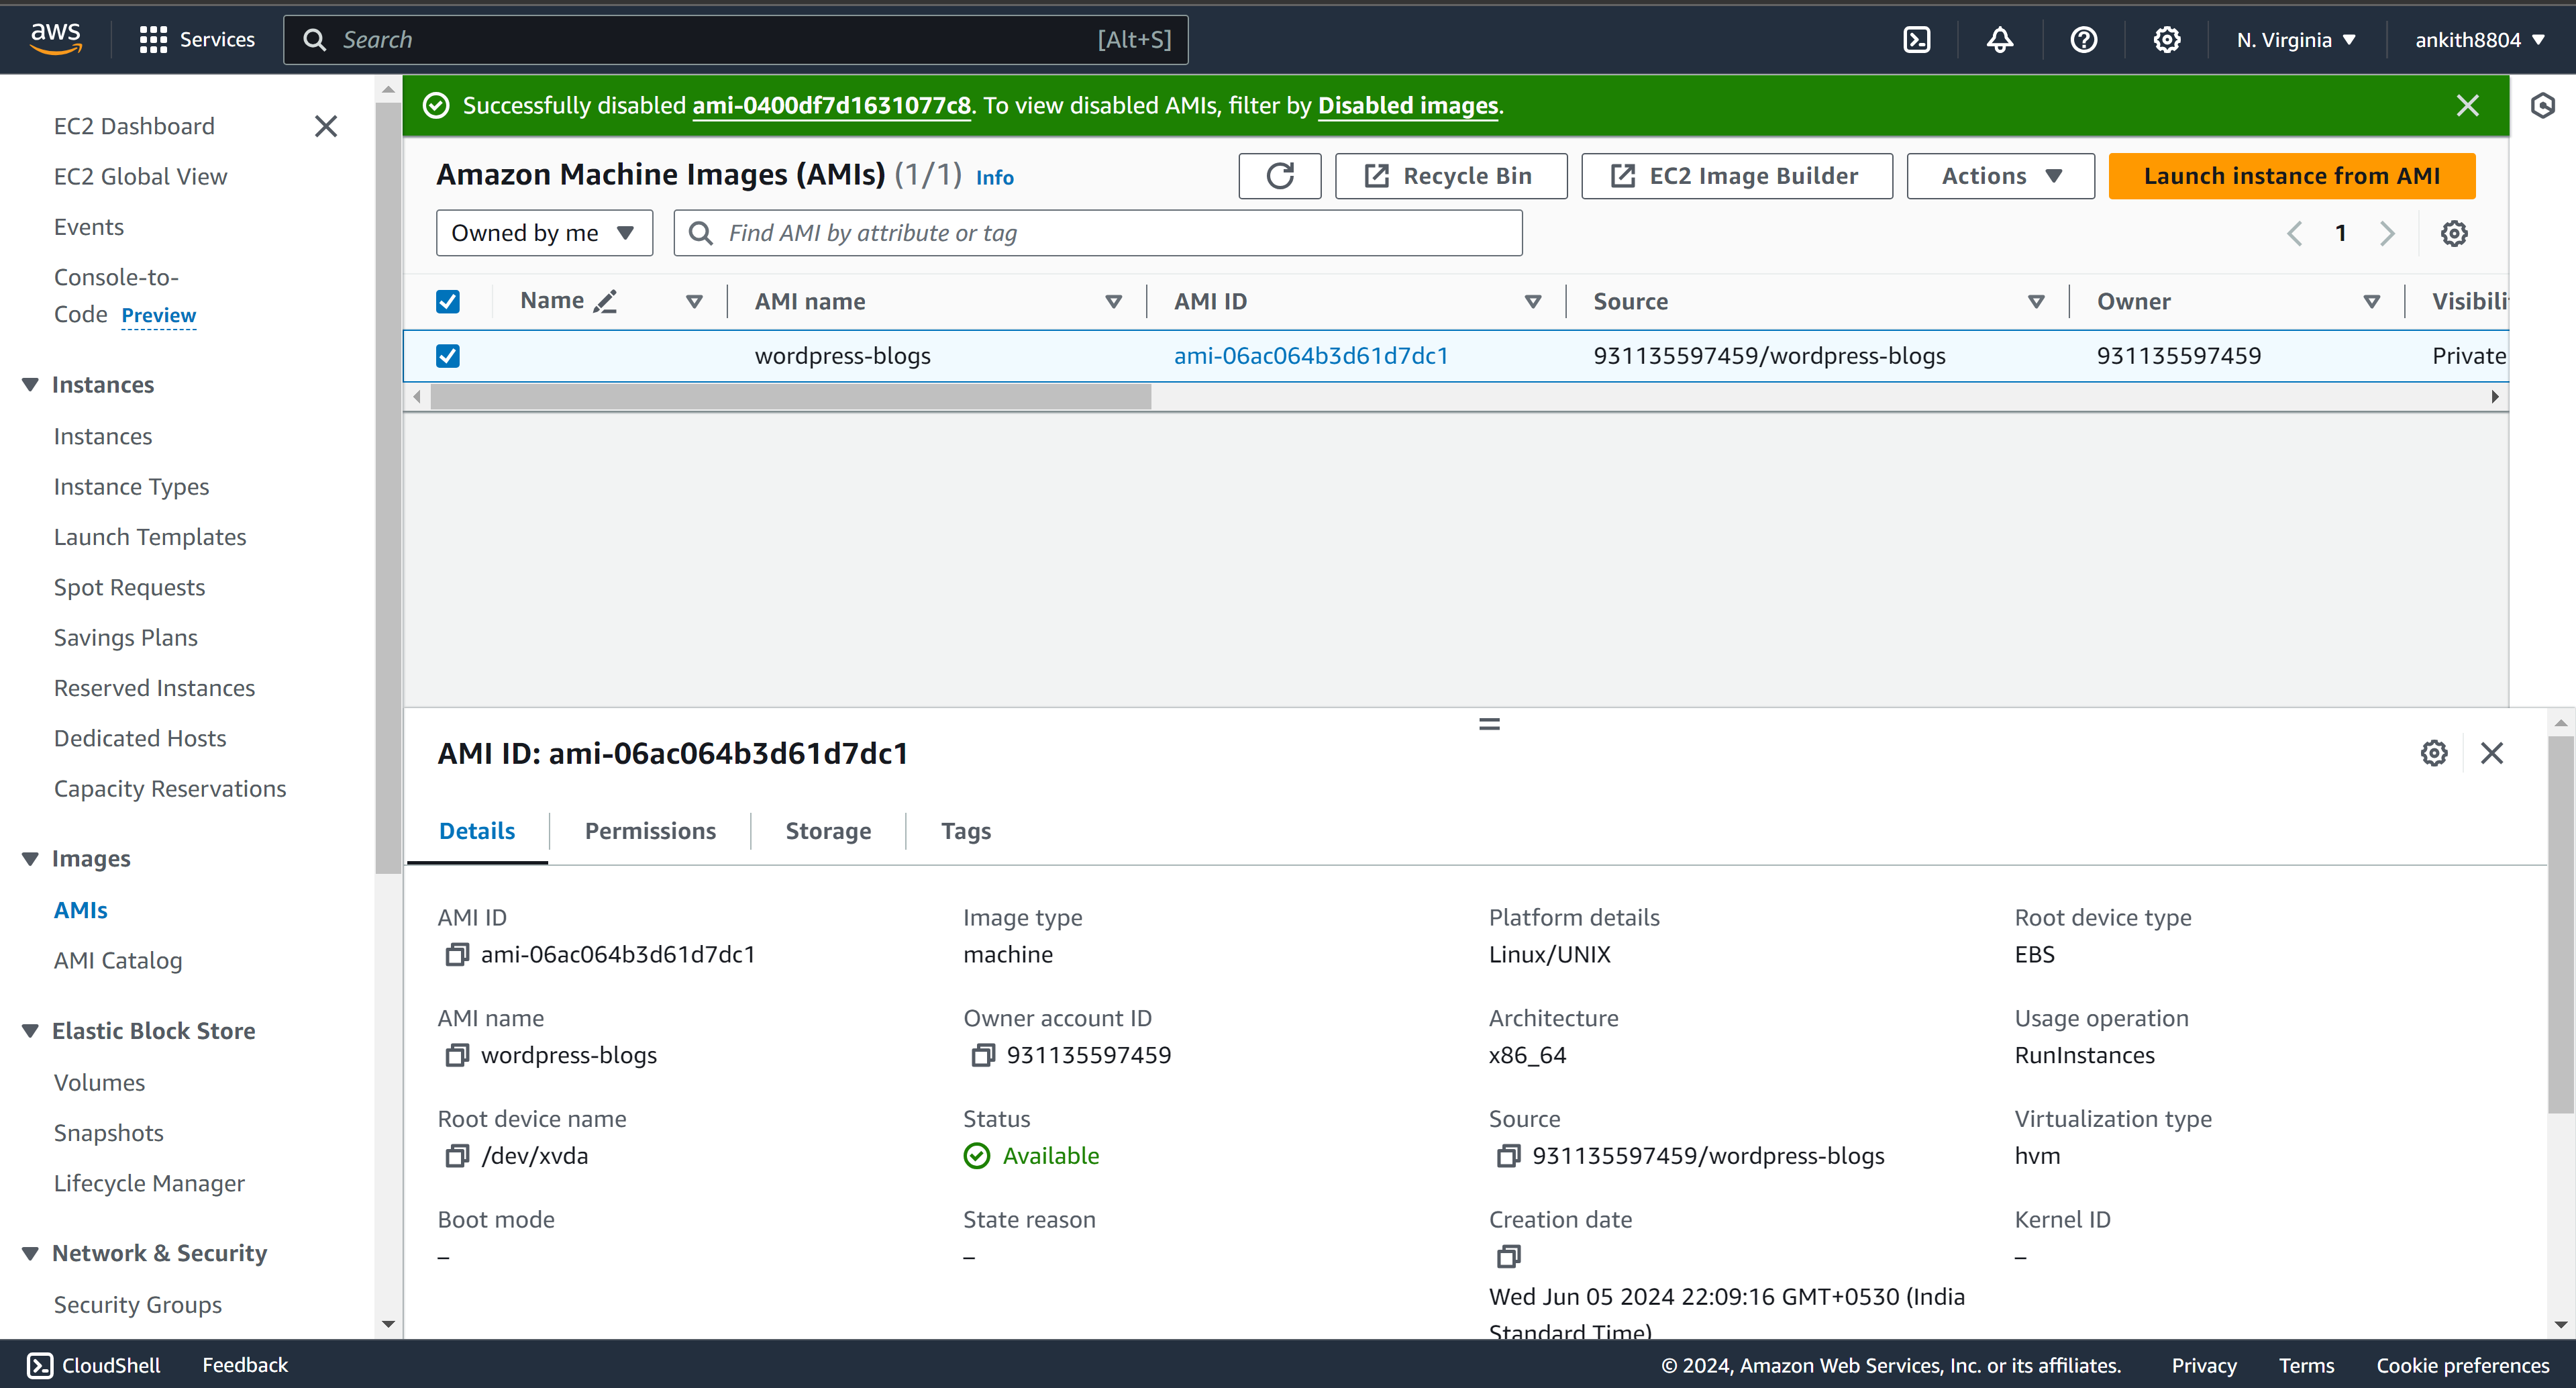 aws
Services
Search
[Alt+S]
N. Virginia
ankith8804
EC2 Dashboard
EC2 Global View
Events
Console-to-
Code Preview
Instances
Instances
Instance Types
Launch Templates
Spot Requests
Savings Plans
Reserved Instances
Dedicated Hosts
Capacity Reservations
Images
AMIs
AMI Catalog
Elastic Block Store
Volumes
Snapshots
Lifecycle Manager
Network & Security
Security Groups
Successfully disabled ami-0400df7d1631077c8. To view disabled AMIs, filter by Disabled images.
Amazon Machine Images (AMIs) (1/1) Info
Recycle Bin
EC2 Image Builder
Actions
Launch instance from AMI
Owned by me
Find AMI by attribute or tag
1
Name
AMI name
AMI ID
Source
Owner
Visibili
wordpress-blogs
ami-06ac064b3d61d7dc1
931135597459/wordpress-blogs
931135597459
Private
AMI ID: ami-06ac064b3d61d7dc1
Details
Permissions
Storage
Tags
AMI ID
ami-06ac064b3d61d7dc1
Image type
machine
Platform details
Linux/UNIX
Root device type
EBS
AMI name
wordpress-blogs
Owner account ID
931135597459
Architecture
x86_64
Usage operation
RunInstances
Root device name
/dev/xvda
Status
Available
Source
931135597459/wordpress-blogs
Virtualization type
hvm
Boot mode
–
State reason
–
Creation date
Wed Jun 05 2024 22:09:16 GMT+0530 (India
Standard Time)
Kernel ID
–
CloudShell
Feedback
© 2024, Amazon Web Services, Inc. or its affiliates.
Privacy
Terms
Cookie preferences